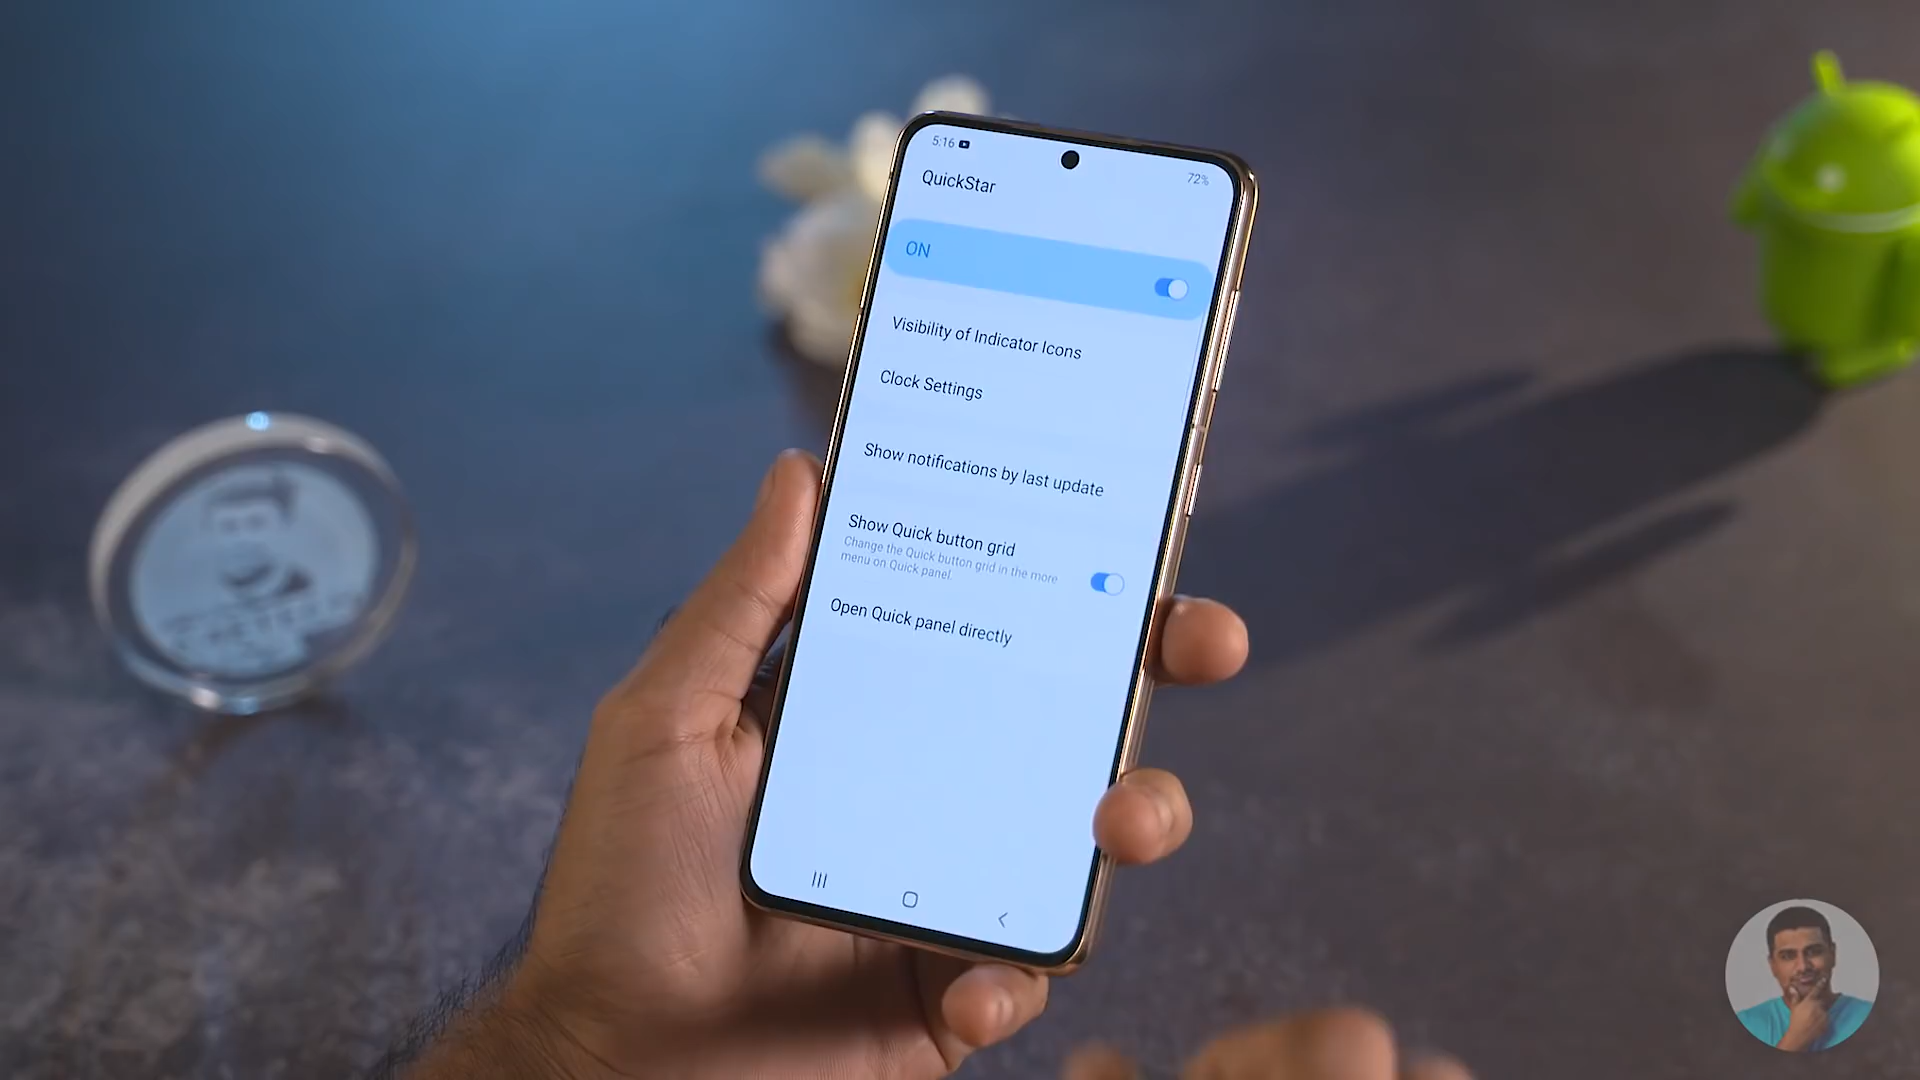 5:16
72%
QuickStar
ON
Visibility of Indicator Icons
Clock Settings
Show notifications by last update
Show Quick button grid
Change the Quick button grid in the more
menu on Quick panel.
Open Quick panel directly